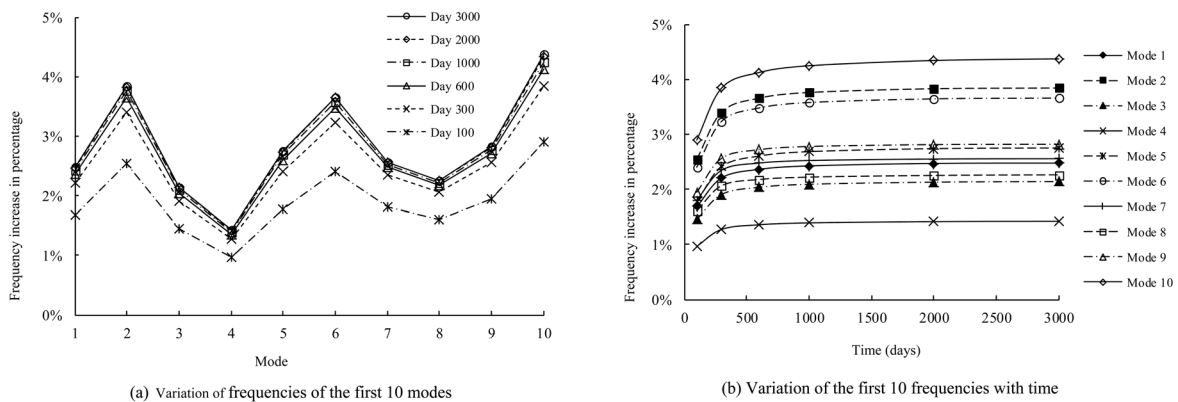 5%
4%
3%
2%
1%
0%
Frequency increase in percentage
1 2 3 4 5 6 7 8 9 10
Mode
Day 3000
Day 2000
Day 1000
Day 600
Day 300
Day 100
(a) Variation of frequencies of the first 10 modes
5%
4%
3%
2%
1%
0%
Frequency increase in percentage
0 500 1000 1500 2000 2500 3000
Time (days)
Mode 1
Mode 2
Mode 3
Mode 4
Mode 5
Mode 6
Mode 7
Mode 8
Mode 9
Mode 10
(b) Variation of the first 10 frequencies with time